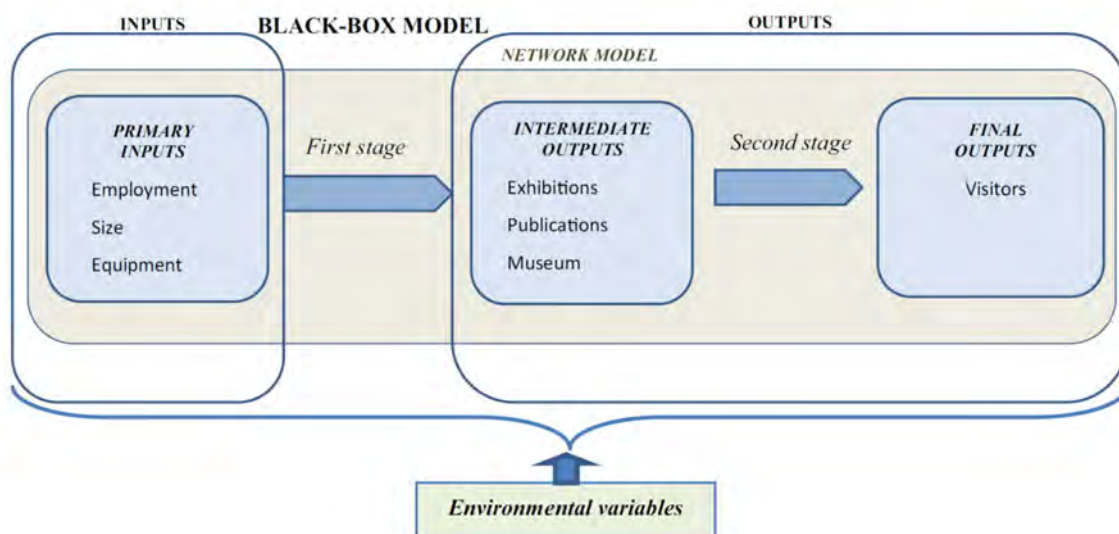 INPUTS
BLACK-BOX MODEL
OUTPUTS
NETWORK MODEL
PRIMARY
INPUTS
Employment
Size
Equipment
First stage
INTERMEDIATE
OUTPUTS
Exhibitions
Publications
Museum
Second stage
FINAL
OUTPUTS
Visitors
Environmental variables